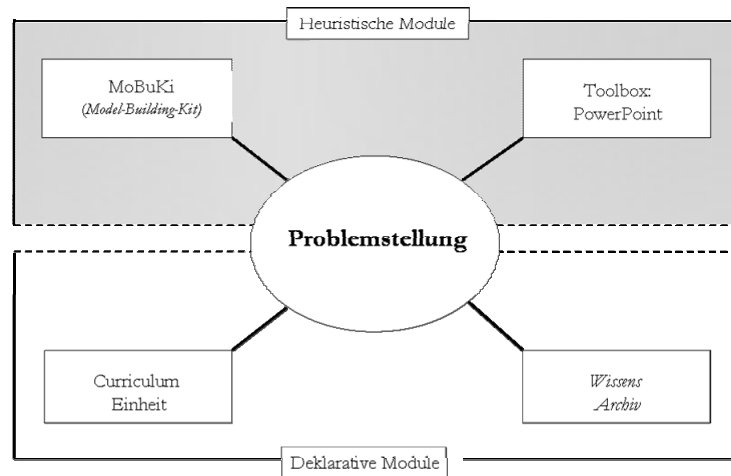 Heuristische Module
MoBuKi
(Model-Building-Kit)
Toolbox:
PowerPoint
Problemstellung
Curriculum
Einheit
Wissens
Archiv
Deklarative Module